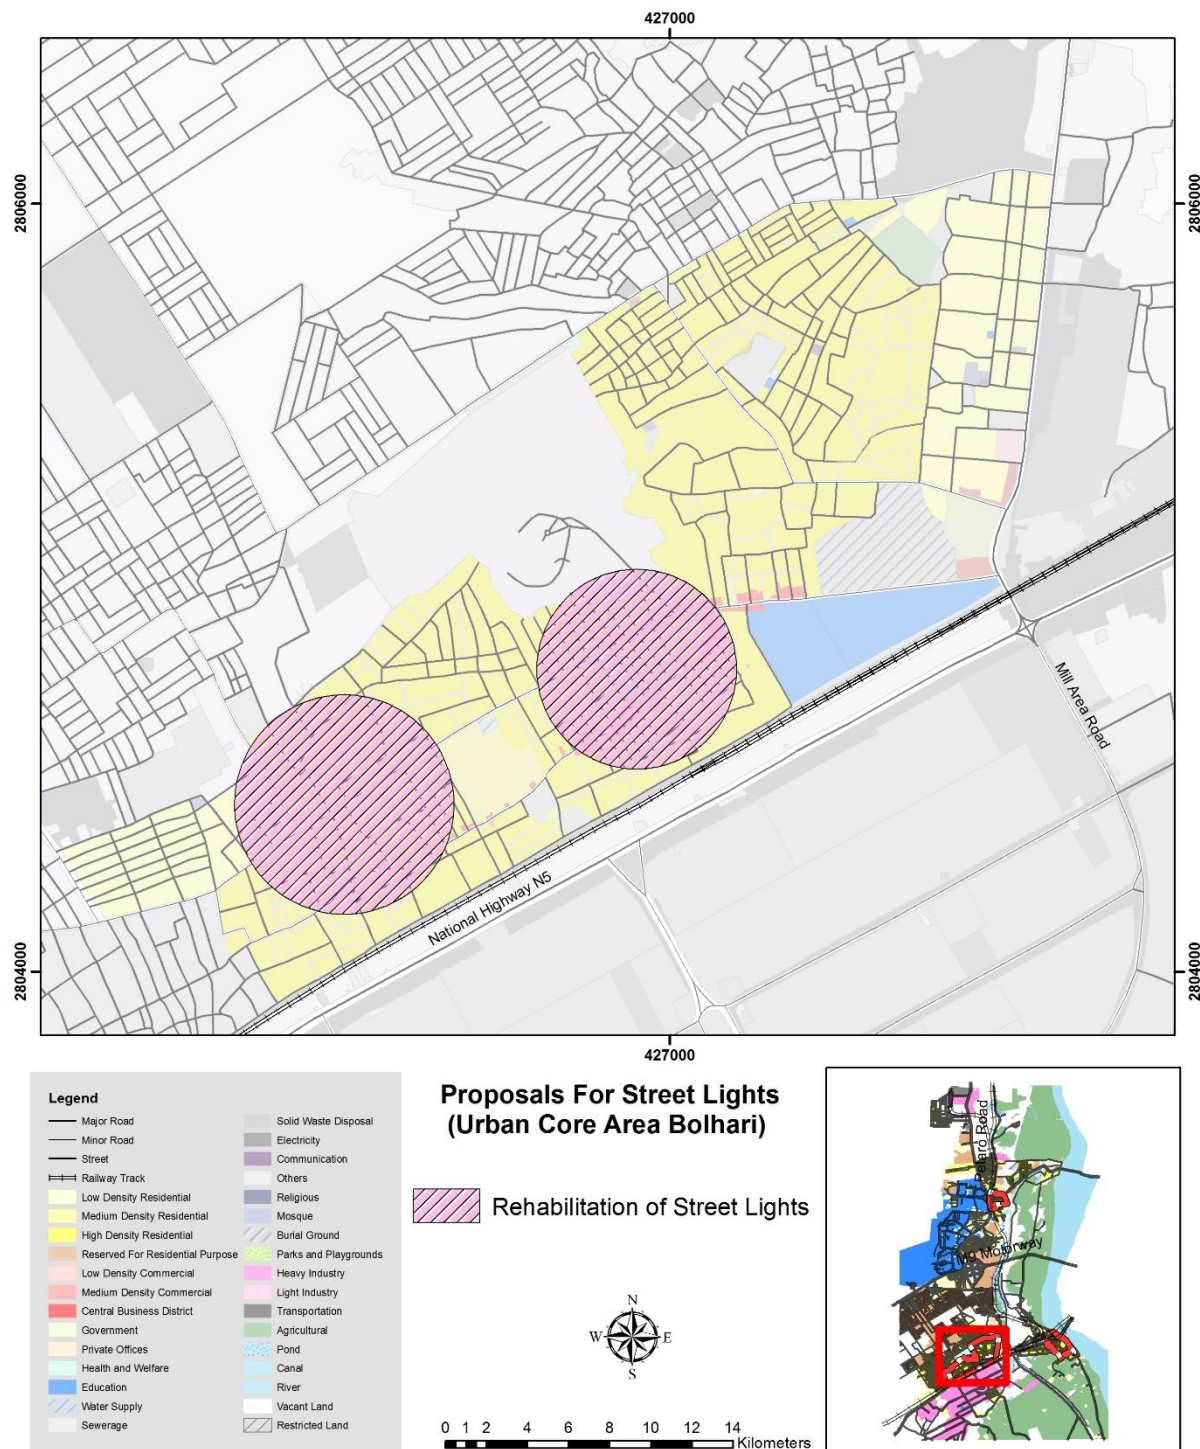 427000
2806000
2806000
Mill Area Road
National Highway N5
2804000
2804000
427000
Legend
Major Road
Minor Road
Street
Railway Track
Low Density Residential
Medium Density Residential
High Density Residential
Reserved For Residential Purpose
Low Density Commercial
Medium Density Commercial
Central Business District
Government
Private Offices
Health and Welfare
Education
Water Supply
Sewerage
Solid Waste Disposal
Electricity
Communication
Others
Religious
Mosque
Burial Ground
Parks and Playgrounds
Heavy Industry
Light Industry
Transportation
Agricultural
Pond
Canal
River
Vacant Land
Restricted Land
Proposals For Street Lights
(Urban Core Area Bolhari)
Rehabilitation of Street Lights
N
W E
S
0 1 2 4 6 8 10 12 14
Kilometers
Road
M9 Motorway